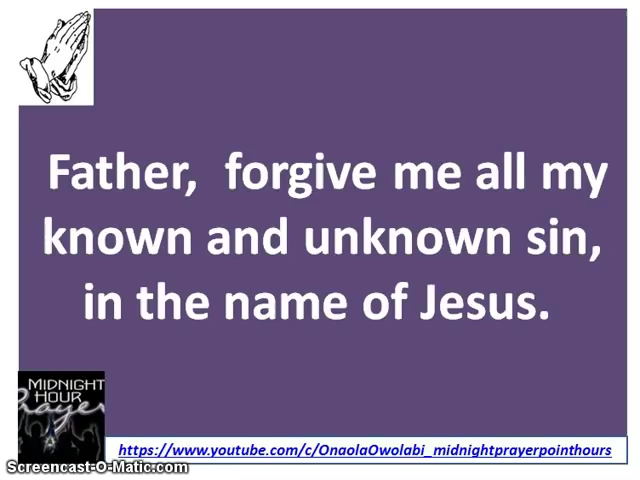 Father,  forgive me all my
known and unknown sin,
in the name of Jesus.
MIDNIGHT
HOUR
Prayer
https://www.youtube.com/c/OnaolaOwolabi_midnightprayerpointhours
Screencast-O-Matic.com